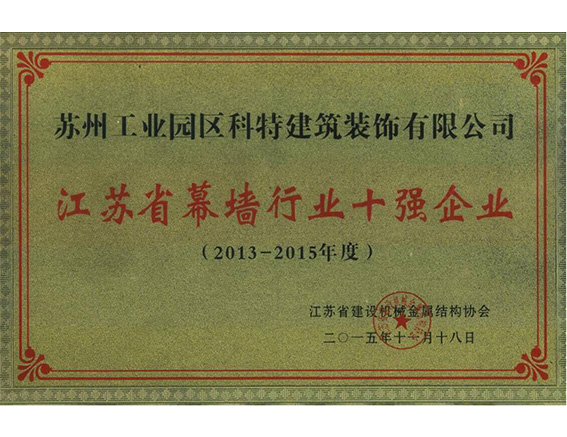 苏州工业园区科特建筑装饰有限公司
江苏省幕墙行业十强企业
（2013-2015年度）
江苏省建设机械金属结构协会
二〇一五年十一月十八日